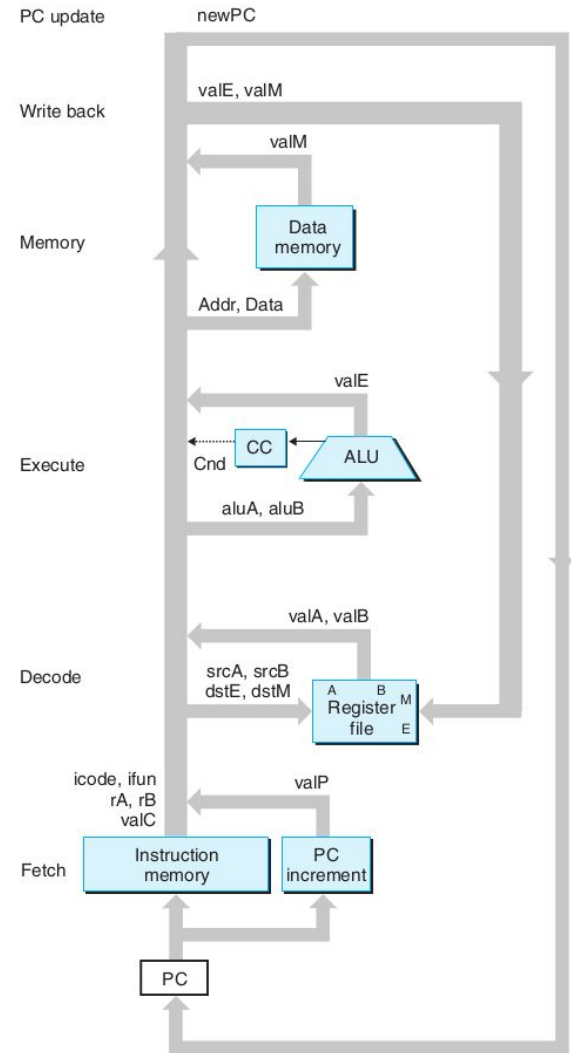 PC update
newPC
valE, valM
Write back
valM
Data
memory
Memory
Addr, Data
valE
CC
ALU
Cnd
Execute
aluA, aluB
valA, valB
Decode
srcA, srcB
dstE, dstM
A B
M
Register
file
E
icode, ifun
rA, rB
valC
valP
Fetch
Instruction
memory
PC
increment
PC